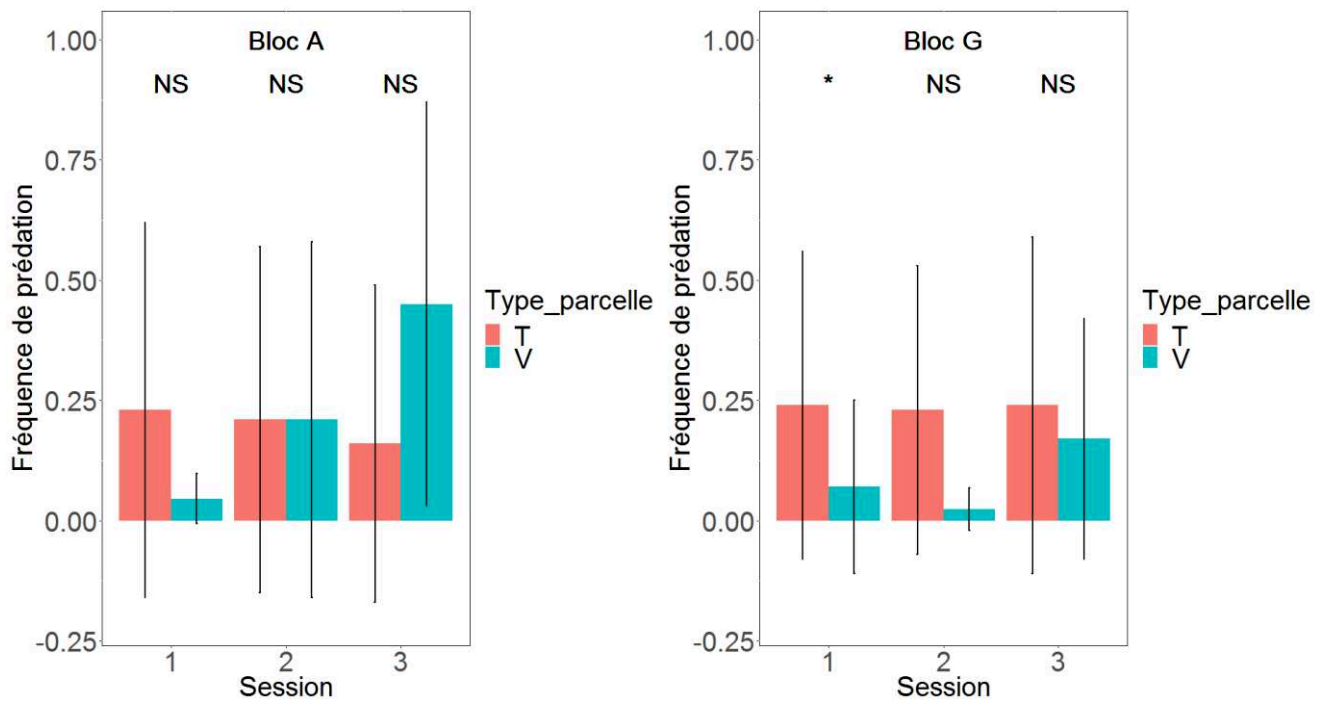 Bloc A
NS NS NS
1.00
0.75
0.50
0.25
0.00
-0.25
Fréquence de prédation
1 2 3
Session
Type_parcelle
T
V
Bloc G
* NS NS
1.00
0.75
0.50
0.25
0.00
-0.25
Fréquence de prédation
1 2 3
Session
Type_parcelle
T
V